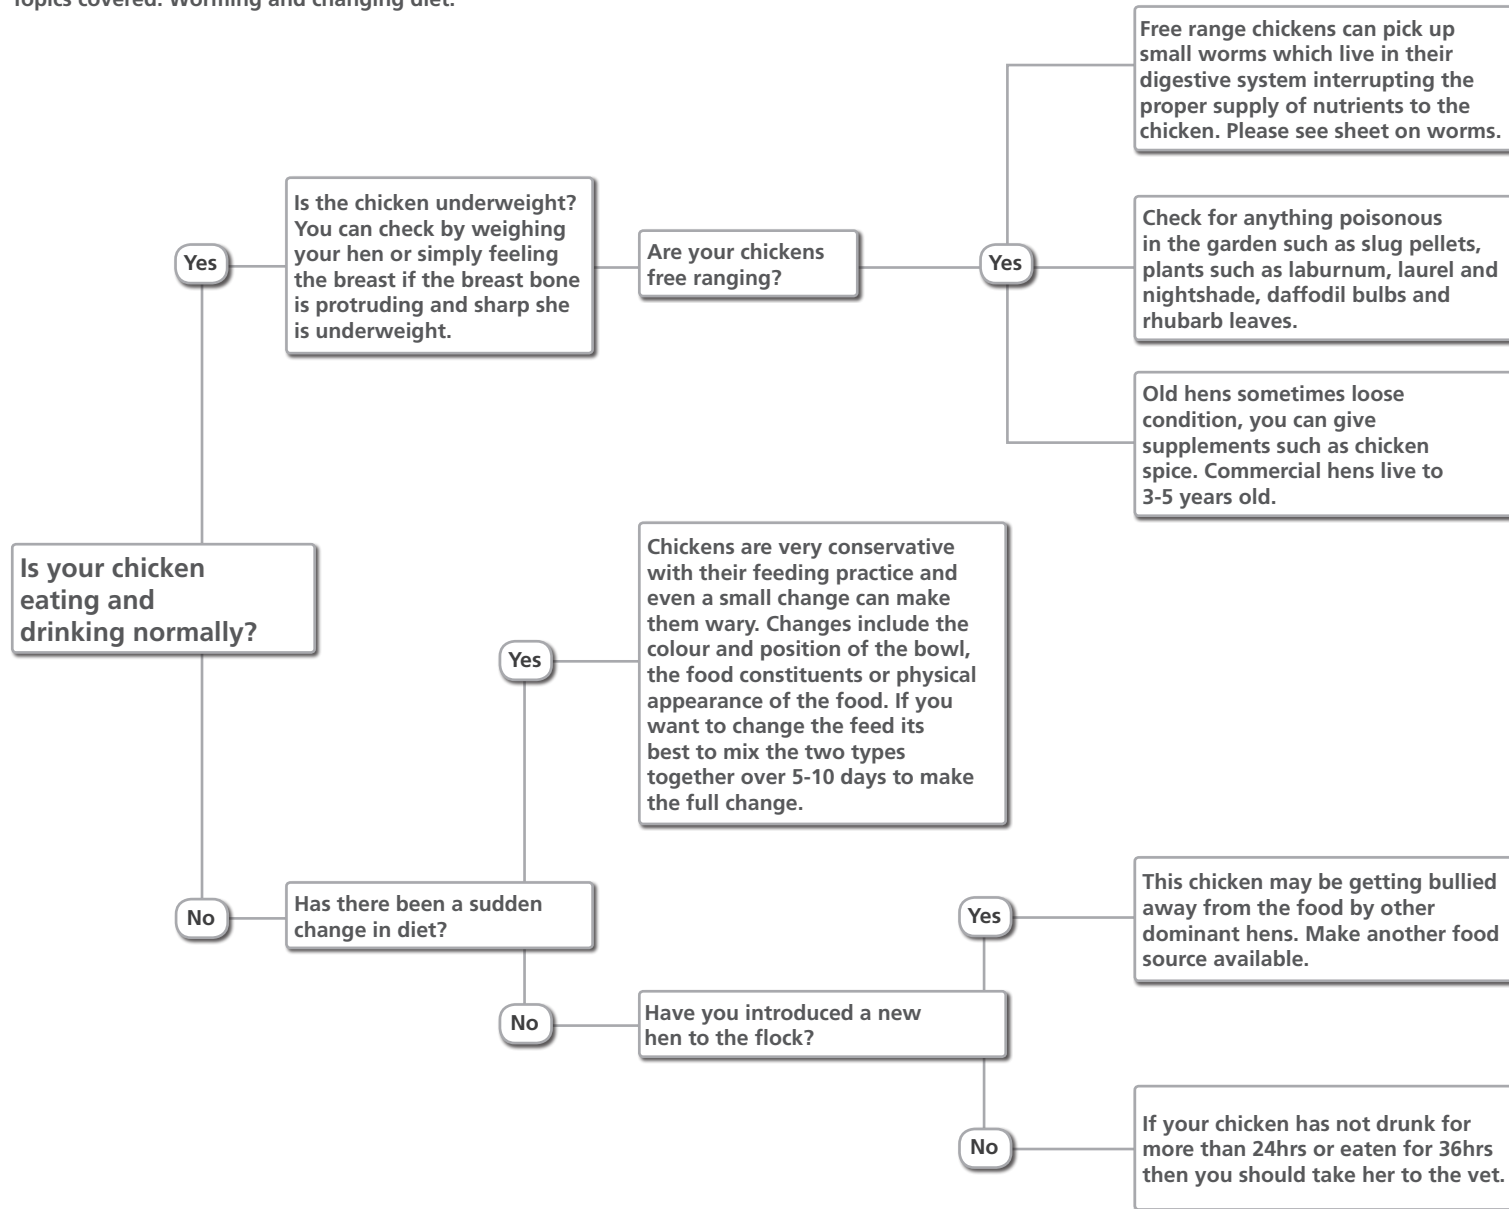 Topics covered: Worming and changing diet.
Free range chickens can pick up
small worms which live in their
digestive system interrupting the
proper supply of nutrients to the
chicken. Please see sheet on worms.
Yes
Is the chicken underweight?
You can check by weighing
your hen or simply feeling
the breast if the breast bone
is protruding and sharp she
is underweight.
Are your chickens
free ranging?
Yes
Check for anything poisonous
in the garden such as slug pellets,
plants such as laburnum, laurel and
nightshade, daffodil bulbs and
rhubarb leaves.
Old hens sometimes loose
condition, you can give
supplements such as chicken
spice. Commercial hens live to
3-5 years old.
Is your chicken
eating and
drinking normally?
Yes
Chickens are very conservative
with their feeding practice and
even a small change can make
them wary. Changes include the
colour and position of the bowl,
the food constituents or physical
appearance of the food. If you
want to change the feed its
best to mix the two types
together over 5-10 days to make
the full change.
No
Has there been a sudden
change in diet?
Yes
This chicken may be getting bullied
away from the food by other
dominant hens. Make another food
source available.
No
Have you introduced a new
hen to the flock?
No
If your chicken has not drunk for
more than 24hrs or eaten for 36hrs
then you should take her to the vet.